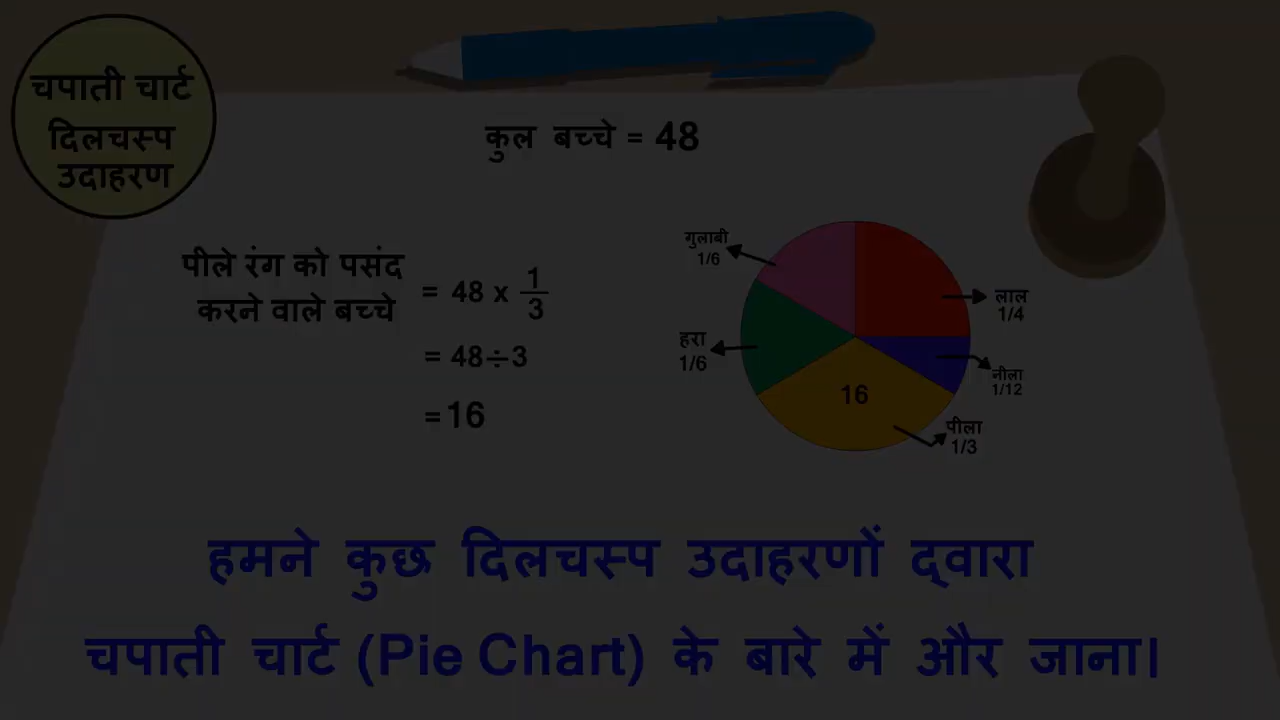 चपाती चार्ट
दिलचस्प
उदाहरण
कुल बच्चे = 48
पीले रंग को पसंद
करने वाले बच्चे
= 48 x 1/3
= 48÷3
= 16
गुलाबी
1/6
लाल
1/4
हरा
1/6
नीला
1/12
16
पीला
1/3
हमने कुछ दिलचस्प उदाहरणों द्वारा
चपाती चार्ट (Pie Chart) के बारे में और जाना।